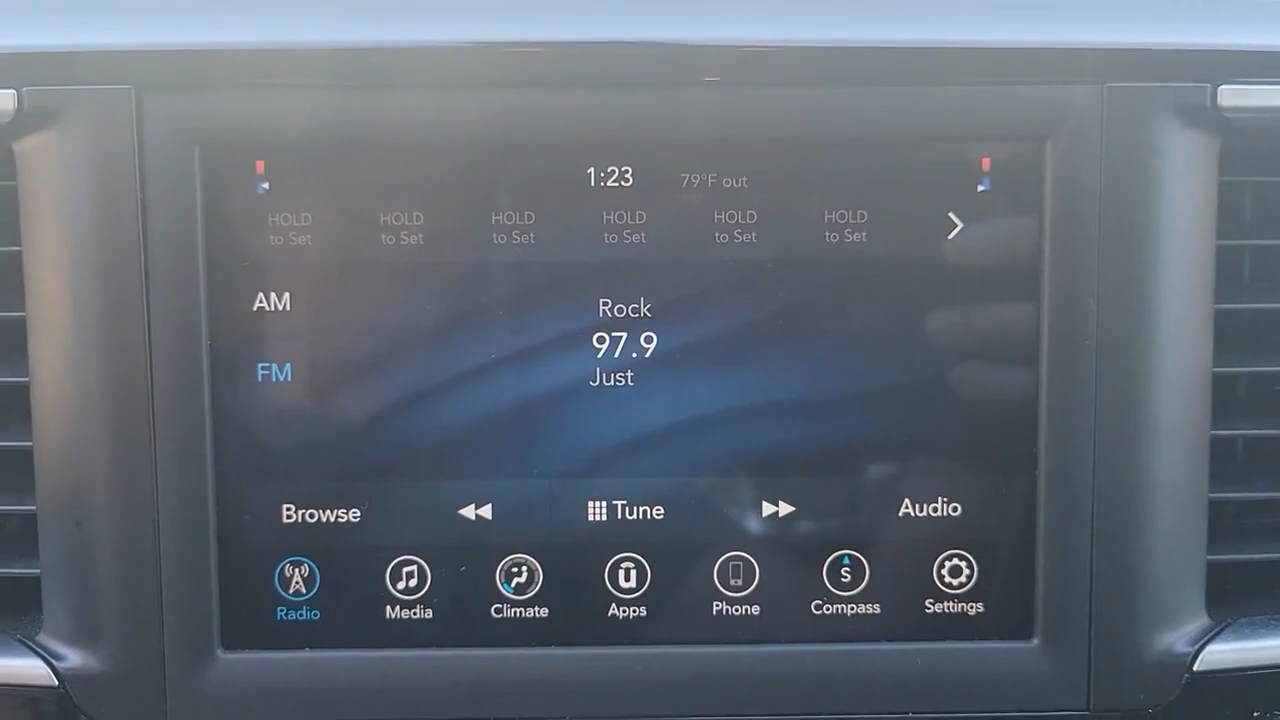 1:23 79°F out
HOLD to Set HOLD to Set HOLD to Set HOLD to Set HOLD to Set HOLD to Set
AM
Rock
97.9
FM
Just
Browse Tune Audio
Radio Media Climate Apps Phone S Compass Settings